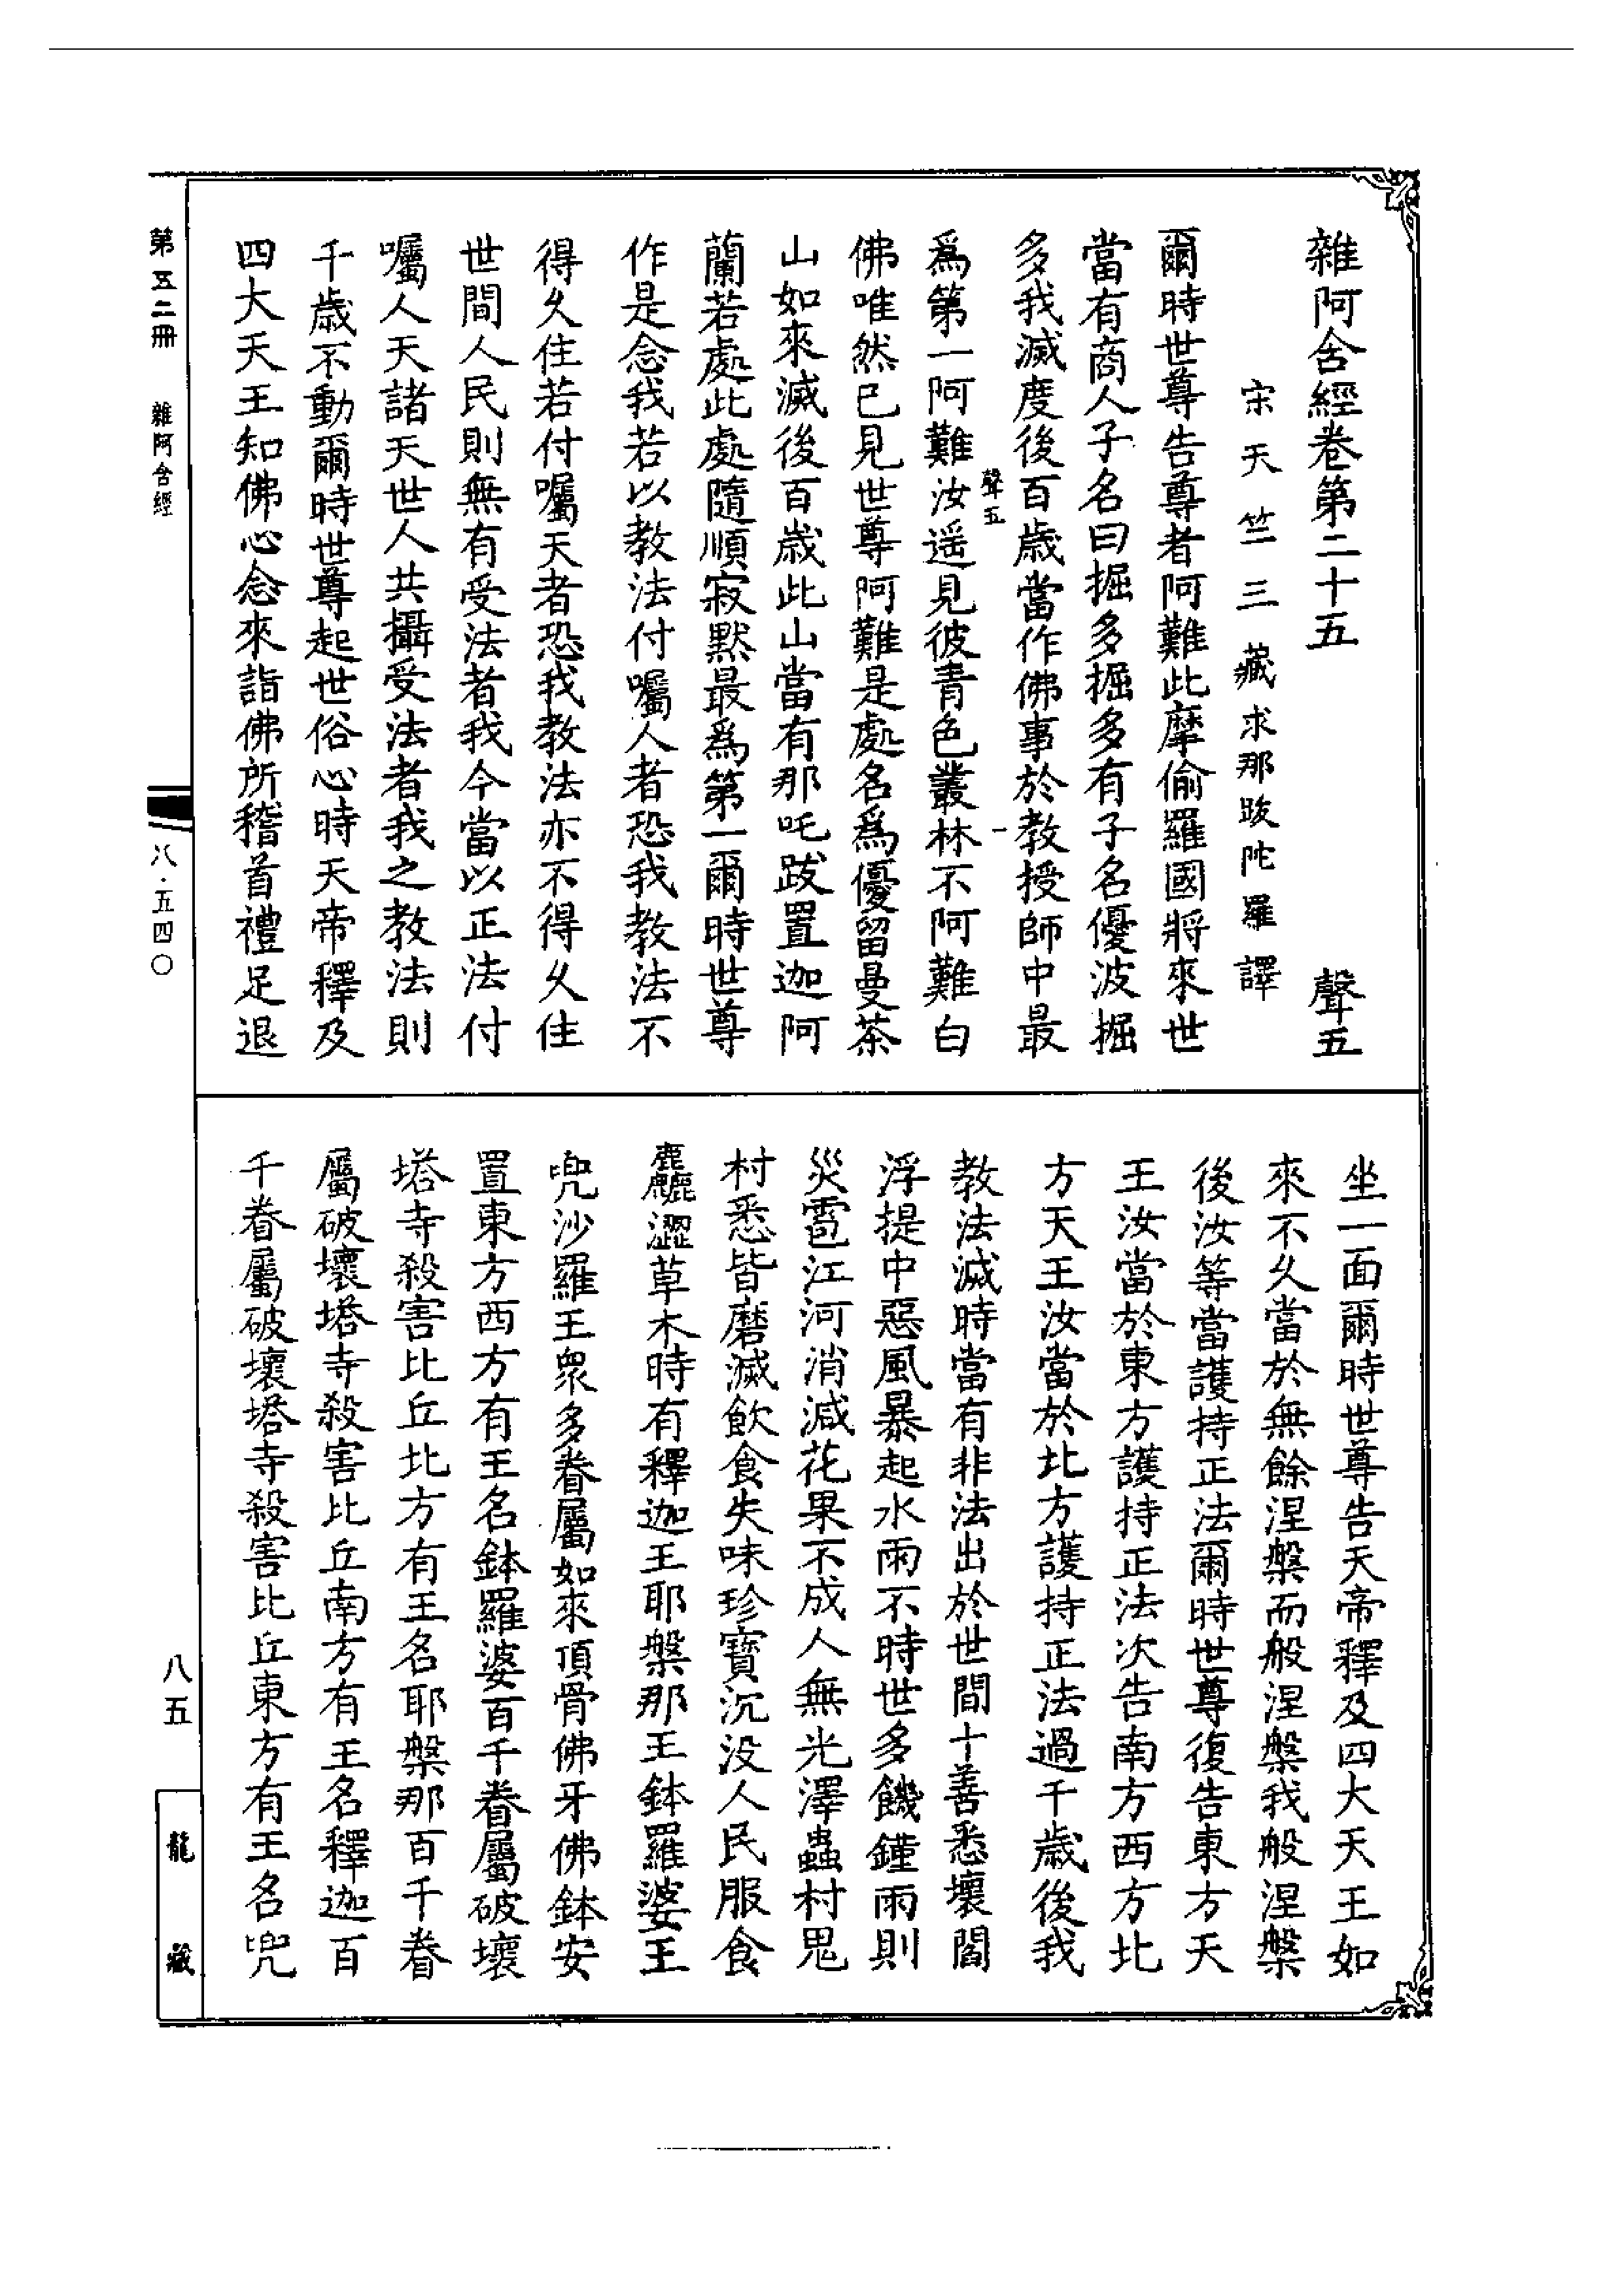 雜阿含經卷第二十五　聲五
宋天竺三藏求那跋陀羅譯
爾時世尊告尊者阿難此摩偷羅國將來世
當有商人子名曰掘多掘多有子名優波掘
多我滅度後百歲當作佛事於教授師中最
聲五　一
爲第一阿難汝遥見彼青色叢林不阿難白
佛唯然已見世尊阿難是處名爲優留曼茶
山如來滅後百歲此山當有那吒跋置迦阿
蘭若處此處隨順寂默最爲第一爾時世尊
作是念我若以教法付囑人者恐我教法不
得久住若付囑天者恐我教法亦不得久住
世間人民則無有受法者我今當以正法付
囑人天諸天世人共攝受法者我之教法則
千歲不動爾時世尊起世俗心時天帝釋及
四大天王知佛心念來詣佛所稽首禮足退
坐一面爾時世尊告天帝釋及四大天王如
來不久當於無餘涅槃而般涅槃我般涅槃
後汝等當護持正法爾時世尊復告東方天
王汝當於東方護持正法次告南方西方北
方天王汝當於北方護持正法過千歲後我
教法滅時當有非法出於世間十善悉壞閻
浮提中惡風暴起水雨不時世多饑鐽雨則
災雹江河消減花果不成人無光澤蟲村鬼
村悉皆磨滅飲食失味珍寶沉没人民服食
麤澀草木時有釋迦王耶槃那王鉢羅婆王
兜沙羅王眾多眷屬如來頂骨佛牙佛鉢安
置東方西方有王名鉢羅婆百千眷屬破壞
塔寺殺害比丘北方有王名耶槃那百千眷
屬破壞塔寺殺害比丘南方有王名釋迦百
千眷屬破壞塔寺殺害比丘東方有王名兜
第五二冊　雜阿含經
八·五四〇
八五
龍藏